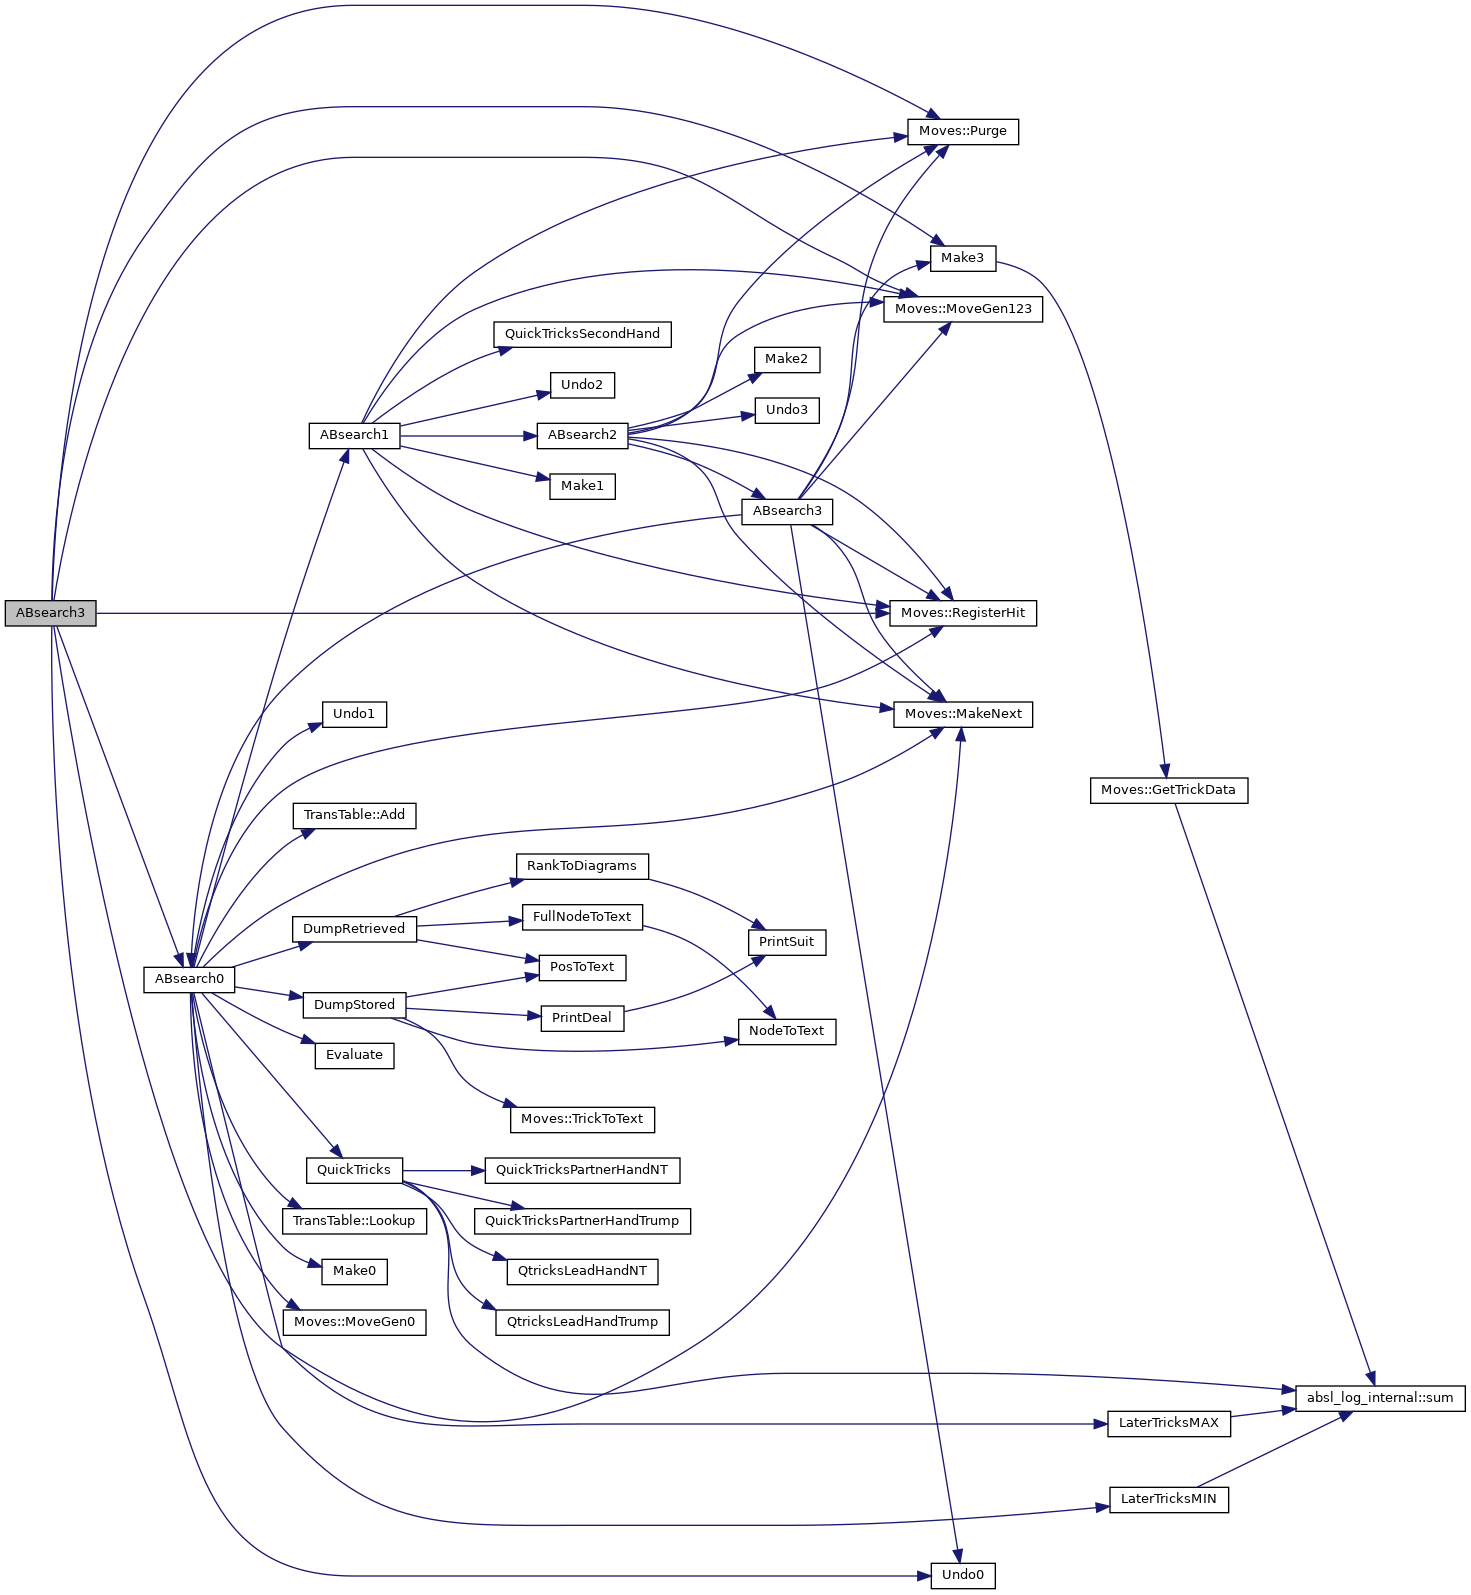 Moves::Purge
Make3
Moves::MoveGen123
QuickTricksSecondHand
Make2
Undo2
Undo3
ABsearch1
ABsearch2
Make1
ABsearch3
ABsearch3
Moves::RegisterHit
Undo1
Moves::MakeNext
Moves::GetTrickData
TransTable::Add
RankToDiagrams
DumpRetrieved
FullNodeToText
PrintSuit
ABsearch0
PosToText
DumpStored
PrintDeal
NodeToText
Evaluate
Moves::TrickToText
QuickTricks
QuickTricksPartnerHandNT
TransTable::Lookup
QuickTricksPartnerHandTrump
Make0
QtricksLeadHandNT
Moves::MoveGen0
QtricksLeadHandTrump
absl_log_internal::sum
LaterTricksMAX
LaterTricksMIN
Undo0